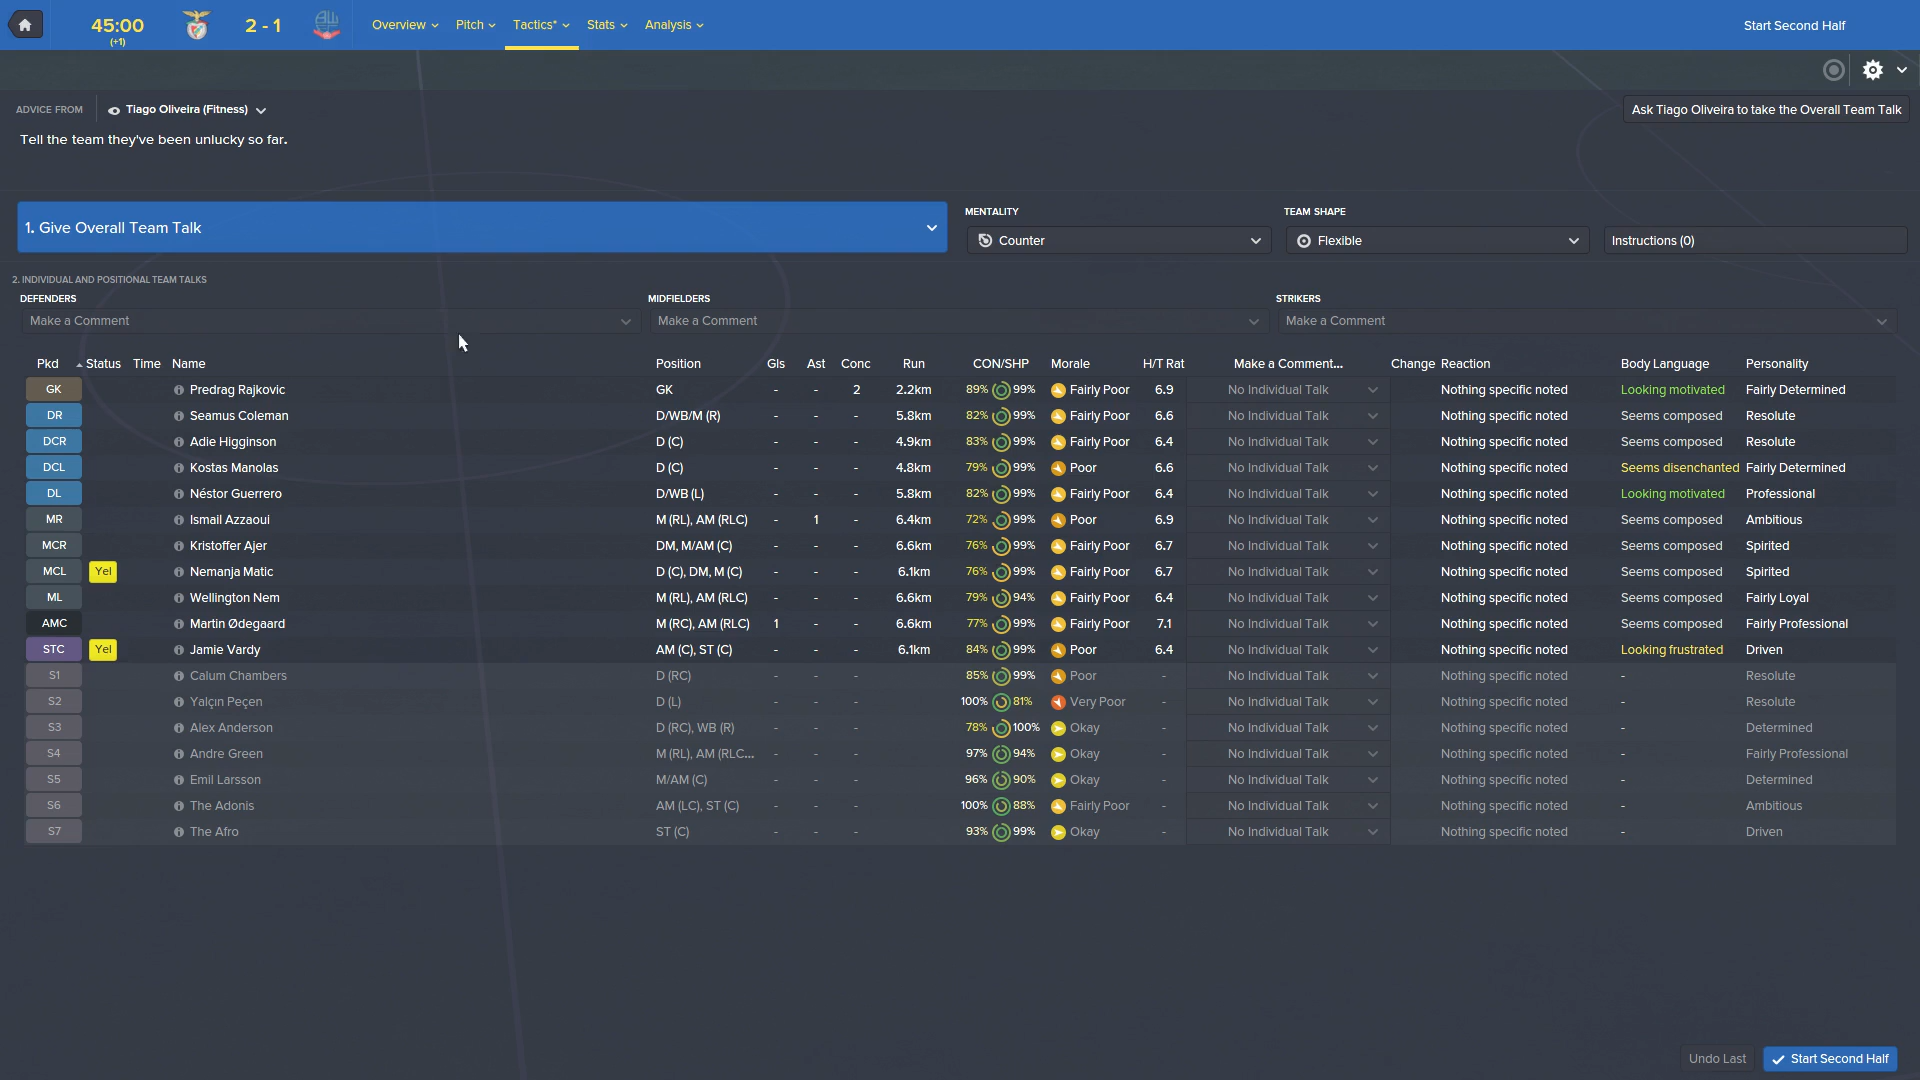 45:00
(+1)
2 - 1
Overview
Pitch
Tactics*
Stats
Analysis
Start Second Half
ADVICE FROM
Tiago Oliveira (Fitness)
Ask Tiago Oliveira to take the Overall Team Talk
Tell the team they've been unlucky so far.
1. Give Overall Team Talk
MENTALITY
Counter
TEAM SHAPE
Flexible
Instructions (0)
2. INDIVIDUAL AND POSITIONAL TEAM TALKS
DEFENDERS
MIDFIELDERS
STRIKERS
Make a Comment
Make a Comment
Make a Comment
Pkd Status Time Name Position Gls Ast Conc Run CON/SHP Morale H/T Rat Make a Comment... Change Reaction Body Language Personality
GK Predrag Rajkovic GK - - 2 2.2km 89% 99% Fairly Poor 6.9 No Individual Talk Nothing specific noted Looking motivated Fairly Determined
DR Seamus Coleman D/WB/M (R) - - - 5.8km 82% 99% Fairly Poor 6.6 No Individual Talk Nothing specific noted Seems composed Resolute
DCR Adie Higginson D (C) - - - 4.9km 83% 99% Fairly Poor 6.4 No Individual Talk Nothing specific noted Seems composed Resolute
DCL Kostas Manolas D (C) - - - 4.8km 79% 99% Poor 6.6 No Individual Talk Nothing specific noted Seems disenchanted Fairly Determined
DL Néstor Guerrero D/WB (L) - - - 5.8km 82% 99% Fairly Poor 6.4 No Individual Talk Nothing specific noted Looking motivated Professional
MR Ismail Azzaoui M (RL), AM (RLC) - 1 - 6.4km 72% 99% Poor 6.9 No Individual Talk Nothing specific noted Seems composed Ambitious
MCR Kristoffer Ajer DM, M/AM (C) - - - 6.6km 76% 99% Fairly Poor 6.7 No Individual Talk Nothing specific noted Seems composed Spirited
MCL Yel Nemanja Matic D (C), DM, M (C) - - - 6.1km 76% 99% Fairly Poor 6.7 No Individual Talk Nothing specific noted Seems composed Spirited
ML Wellington Nem M (RL), AM (RLC) - - - 6.6km 79% 94% Fairly Poor 6.4 No Individual Talk Nothing specific noted Seems composed Fairly Loyal
AMC Martin Ødegaard M (RC), AM (RLC) 1 - - 6.6km 77% 99% Fairly Poor 7.1 No Individual Talk Nothing specific noted Seems composed Fairly Professional
STC Yel Jamie Vardy AM (C), ST (C) - - - 6.1km 84% 99% Poor 6.4 No Individual Talk Nothing specific noted Looking frustrated Driven
S1 Calum Chambers D (RC) - - - 85% 99% Poor - No Individual Talk Nothing specific noted - Resolute
S2 Yalçın Peçen D (L) - - - 100% 81% Very Poor - No Individual Talk Nothing specific noted - Resolute
S3 Alex Anderson D (RC), WB (R) - - - 78% 100% Okay - No Individual Talk Nothing specific noted - Determined
S4 Andre Green M (RL), AM (RLC... - - - 97% 94% Okay - No Individual Talk Nothing specific noted - Fairly Professional
S5 Emil Larsson M/AM (C) - - - 96% 90% Okay - No Individual Talk Nothing specific noted - Determined
S6 The Adonis AM (LC), ST (C) - - - 100% 88% Fairly Poor - No Individual Talk Nothing specific noted - Ambitious
S7 The Afro ST (C) - - - 93% 99% Okay - No Individual Talk Nothing specific noted - Driven
Undo Last
Start Second Half